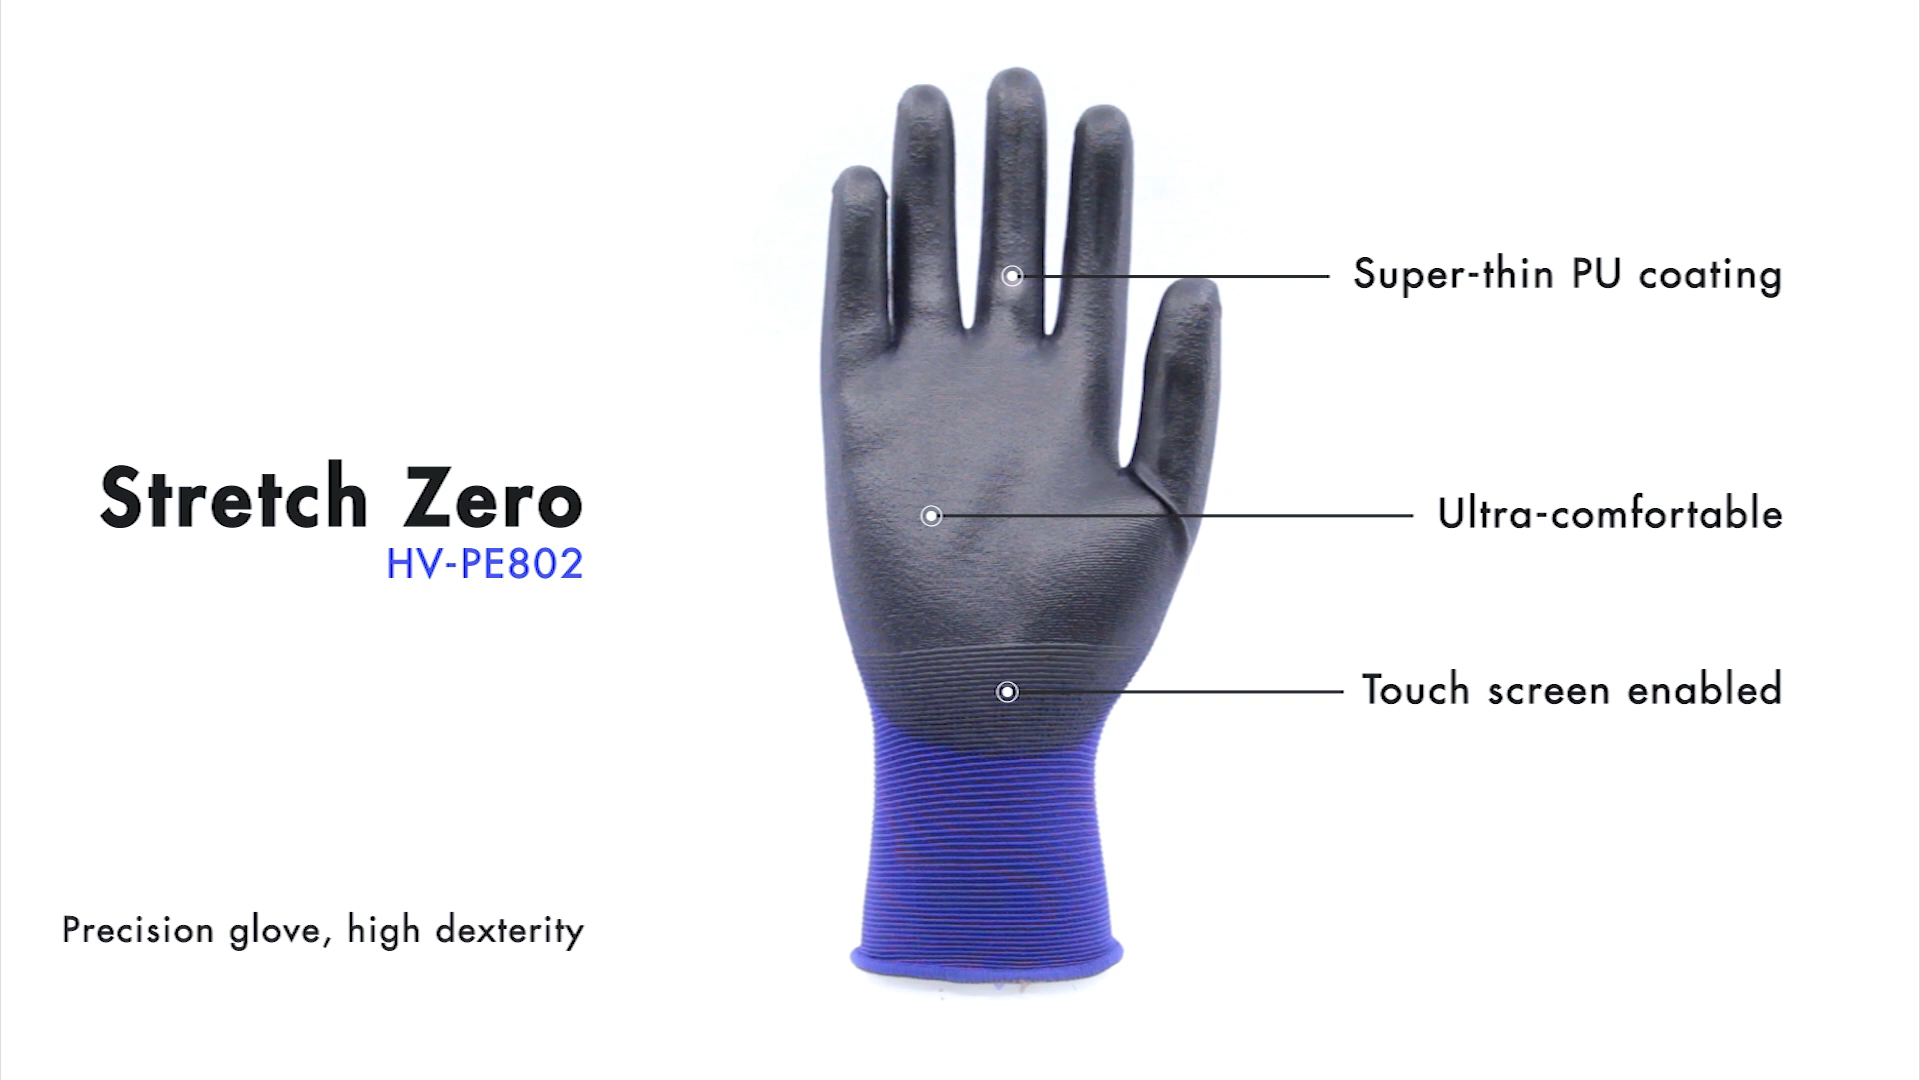 Stretch Zero
HV-PE802
Precision glove, high dexterity
Super-thin PU coating
Ultra-comfortable
Touch screen enabled